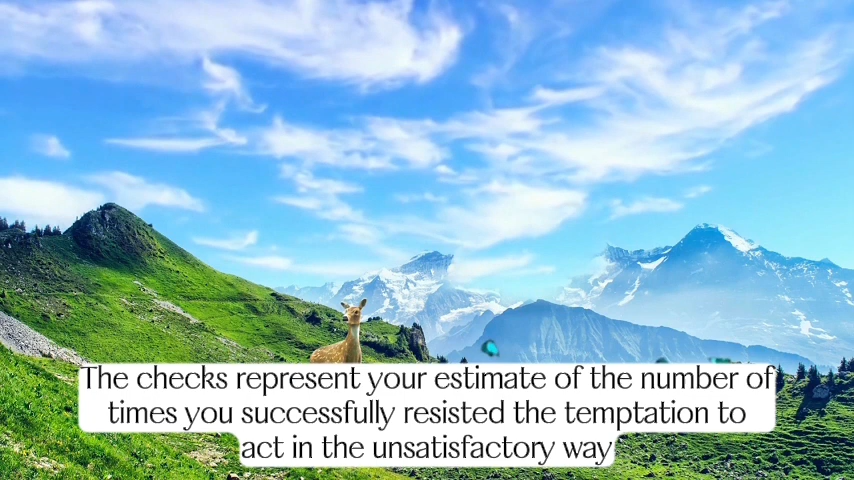 The checks represent your estimate of the number of
times you successfully resisted the temptation to
act in the unsatisfactory way